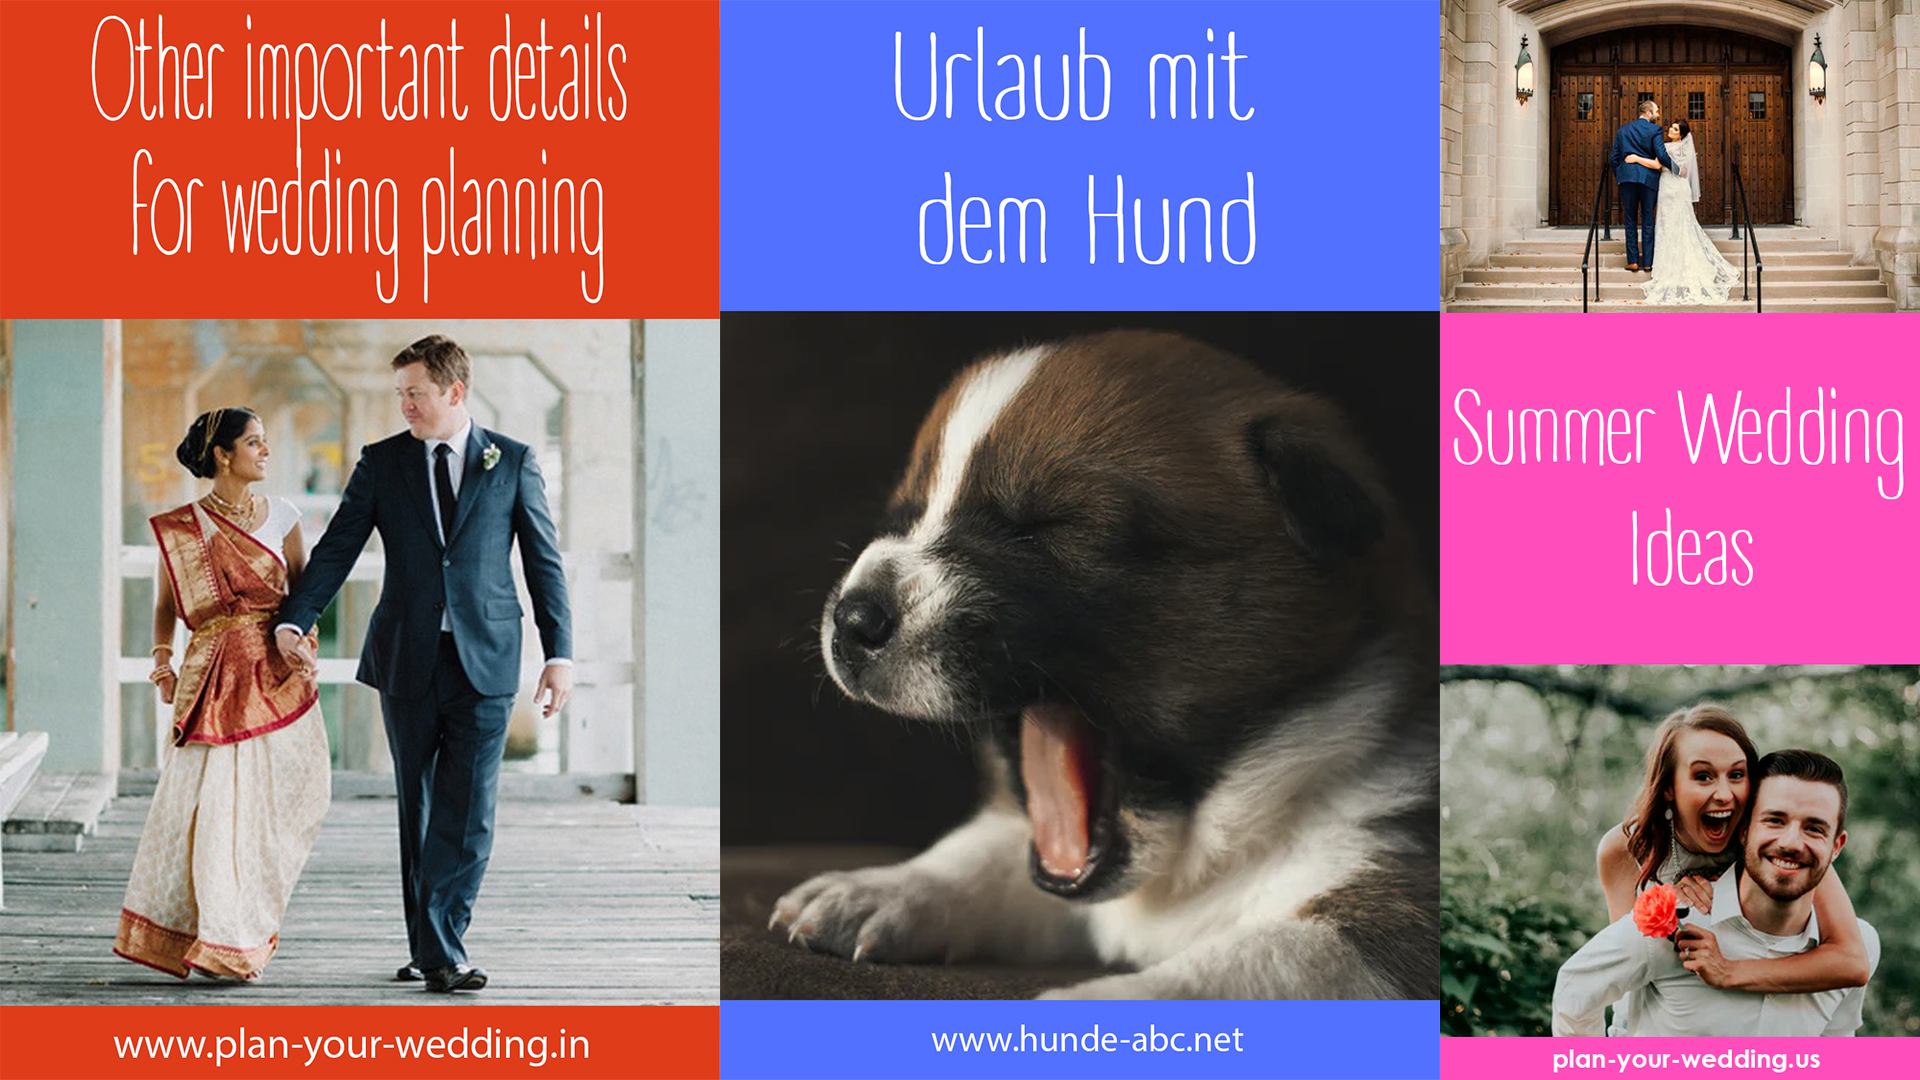 Other important details
for wedding planning
www.plan-your-wedding.in
Urlaub mit
dem Hund
www.hunde-abc.net
Summer Wedding
Ideas
plan-your-wedding.us